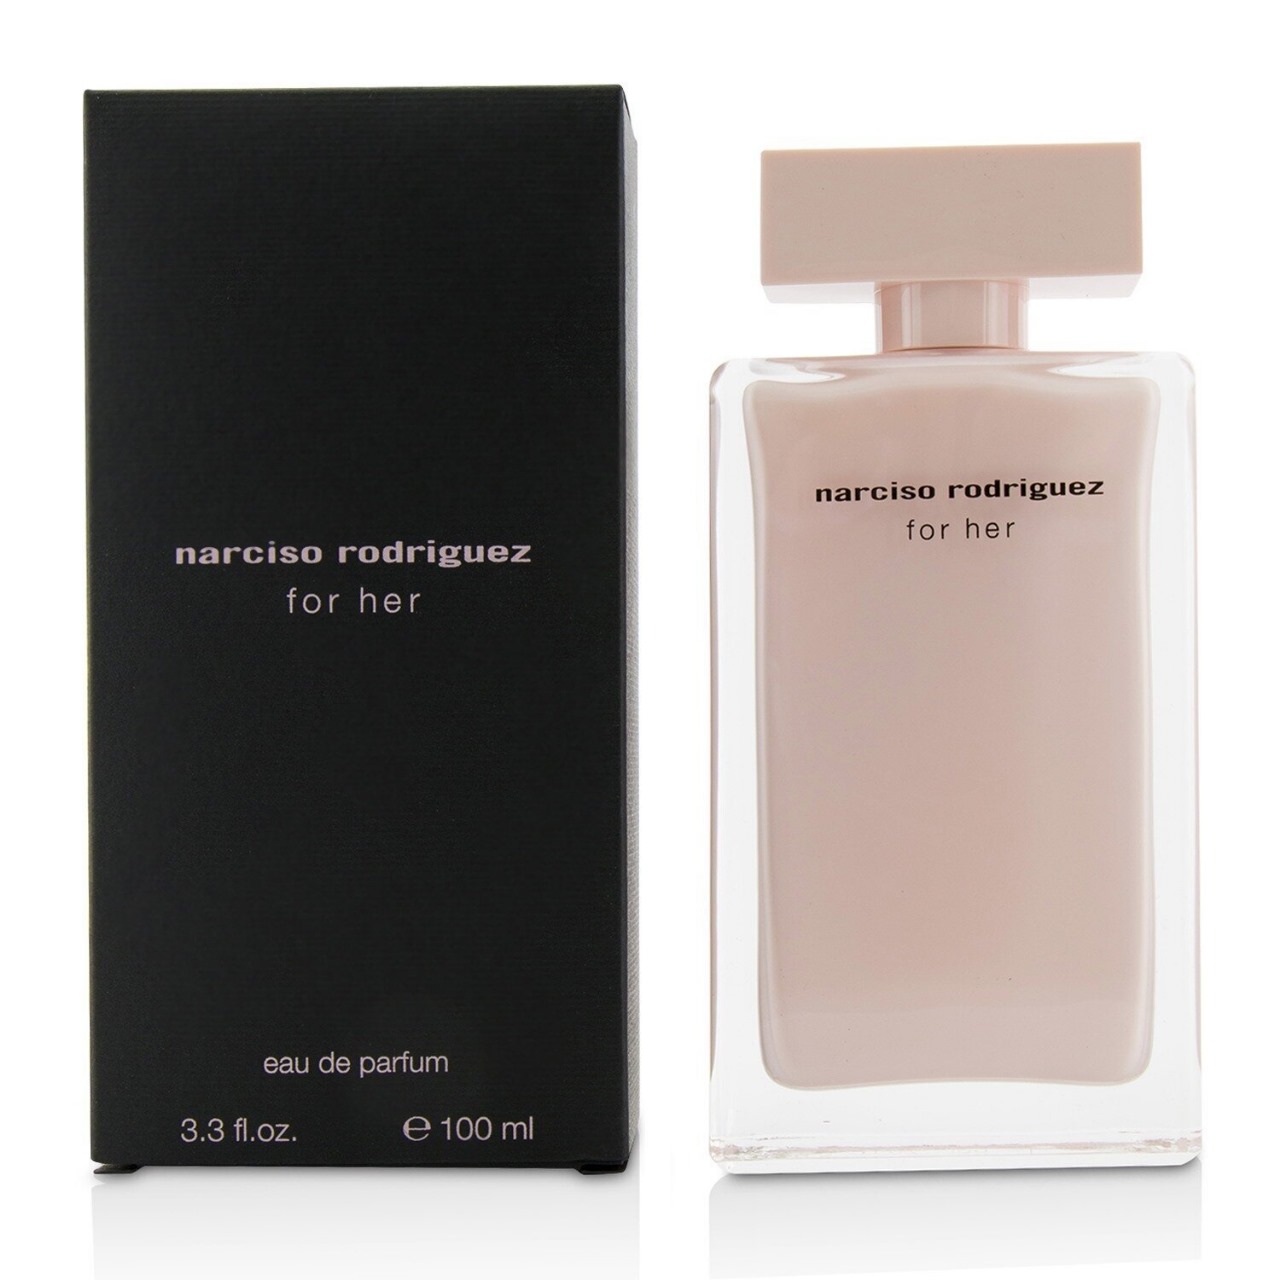 narciso rodriguez
for her
eau de parfum
3.3 fl.oz. ℮ 100 ml
narciso rodriguez
for her